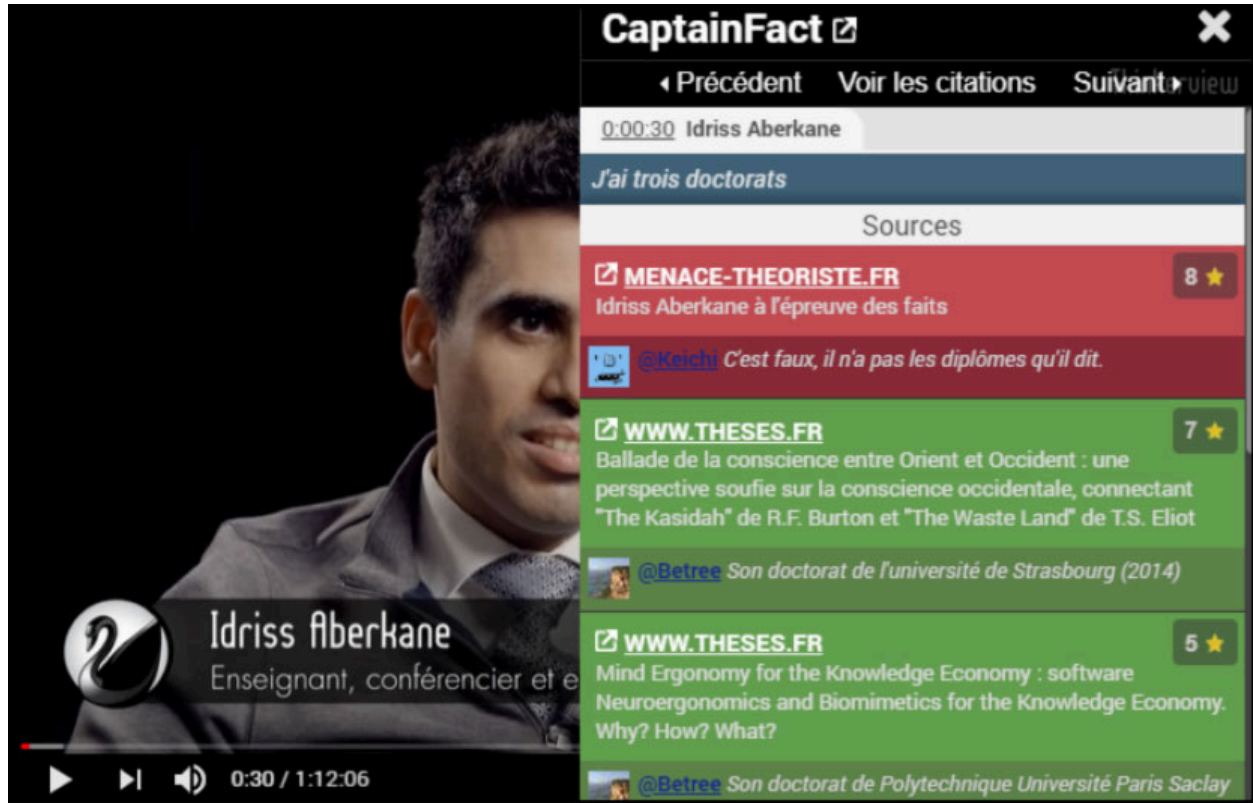 CaptainFact
Précédent Voir les citations Suivant
Thinkerview
0:00:30 Idriss Aberkane
J'ai trois doctorats
Sources
MENACE-THEORISTE.FR 8
Idriss Aberkane à l'épreuve des faits
@Keichi C'est faux, il n'a pas les diplômes qu'il dit.
WWW.THESES.FR 7
Ballade de la conscience entre Orient et Occident : une
perspective soufie sur la conscience occidentale, connectant
"The Kasidah" de R.F. Burton et "The Waste Land" de T.S. Eliot
@Betree Son doctorat de l'université de Strasbourg (2014)
WWW.THESES.FR 5
Mind Ergonomy for the Knowledge Economy : software
Neuroergonomics and Biomimetics for the Knowledge Economy.
Why? How? What?
@Betree Son doctorat de Polytechnique Université Paris Saclay
Idriss Aberkane
Enseignant, conférencier et e
0:30 / 1:12:06